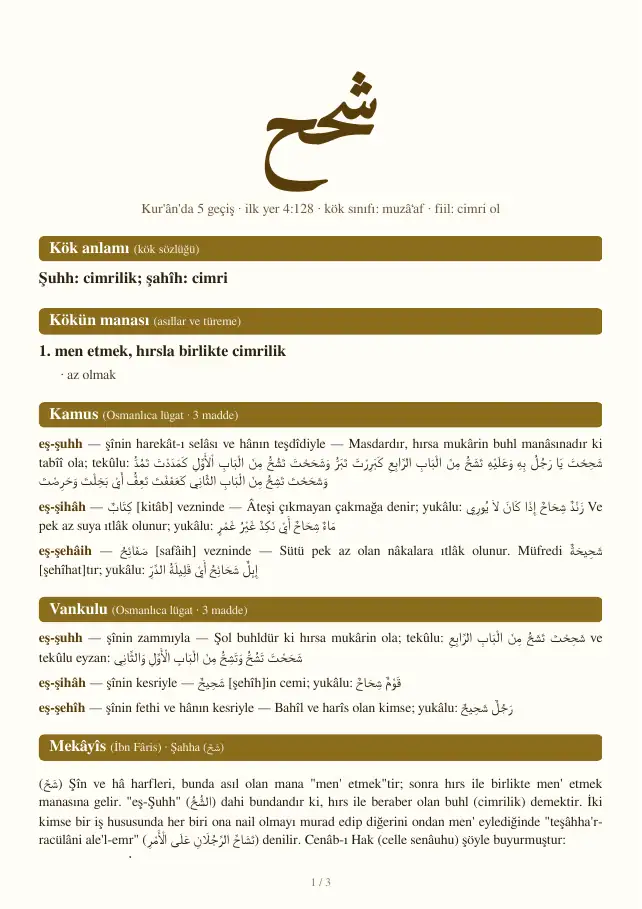 شحح
Kur'ân'da 5 geçiş · ilk yer 4:128 · kök sınıfı: muzâ'af · fiil: cimri ol
Kök anlamı (kök sözlüğü)
Şuhh: cimrilik; şahîh: cimri
Kökün manası (asıllar ve türeme)
1. men etmek, hırsla birlikte cimrilik
· az olmak
Kamus (Osmanlıca lügat · 3 madde)
eş-şuhh — şînin harekât-ı selâsı ve hânın teşdîdiyle — Masdardır, hırsa mukârin buhl manâsınadır ki
tabîî ola; tekûlu: شَحِحْتَ يَا رَجُلُ بِهِ وَعَلَيْهِ تَشَحُّ مِنَ الْبَابِ الرَّابِعِ كَبَرِرْتَ تَبَرُّ وَشَحَحْتَ تَشُحُّ مِنَ الْبَابِ الْأَوَّلِ كَمَدَدْتَ تَمُدُّ
وَشَحَحْتَ تَشِحُّ مِنَ الْبَابِ الثَّانِي كَعَفَفْتَ تَعِفُّ أَيْ بَخِلْتَ وَحَرِصْتَ
eş-şihâh — كِتَابٌ [kitâb] vezninde — Âteşi çıkmayan çakmağa denir; yukâlu: زَنْدٌ شِحَاحٌ إِذَا كَانَ لاَ يُورِي Ve
pek az suya ıtlâk olunur; yukâlu: مَاءٌ شِحَاحٌ أَيْ نَكِدٌ غَيْرُ غَمْرٍ
eş-şehâih — صَفَائِحُ [safâih] vezninde — Sütü pek az olan nâkalara ıtlâk olunur. Müfredi شَحِيحَةٌ
[şehîhat]tır; yukâlu: إِبِلٌ شَحَائِحُ أَيْ قَلِيلَةُ الدَّرِّ
Vankulu (Osmanlıca lügat · 3 madde)
eş-şuhh — şînin zammıyla — Şol buhldür ki hırsa mukârin ola; tekûlu: شَحِحْتَ تَشَحُّ مِنَ الْبَابِ الرَّابِعِ ve
tekûlu eyzan: شَحَحْتَ تَشُحُّ وَتَشِحُّ مِنَ الْبَابِ الْأَوَّلِ وَالثَّانِي
eş-şihâh — şînin kesriyle — شَحِيحٌ [şehîh]in cemi; yukâlu: قَوْمٌ شِحَاحٌ
eş-şehîh — şînin fethi ve hânın kesriyle — Bahîl ve harîs olan kimse; yukâlu: رَجُلٌ شَحِيحٌ
Mekâyîs (İbn Fâris) · Şahha (شَحَّ)
(شَحَّ) Şîn ve hâ harfleri, bunda asıl olan mana "men' etmek"tir; sonra hırs ile birlikte men' etmek
manasına gelir. "eş-Şuhh" (الشُّحُّ) dahi bundandır ki, hırs ile beraber olan buhl (cimrilik) demektir. İki
kimse bir iş hususunda her biri ona nail olmayı murad edip diğerini ondan men' eylediğinde "teşâhha'r-
racülâni ale'l-emr" (تَشَاحَّ الرَّجُلَانِ عَلَى الْأَمْرِ) denilir. Cenâb-ı Hak (celle senâuhu) şöyle buyurmuştur:
1 / 3